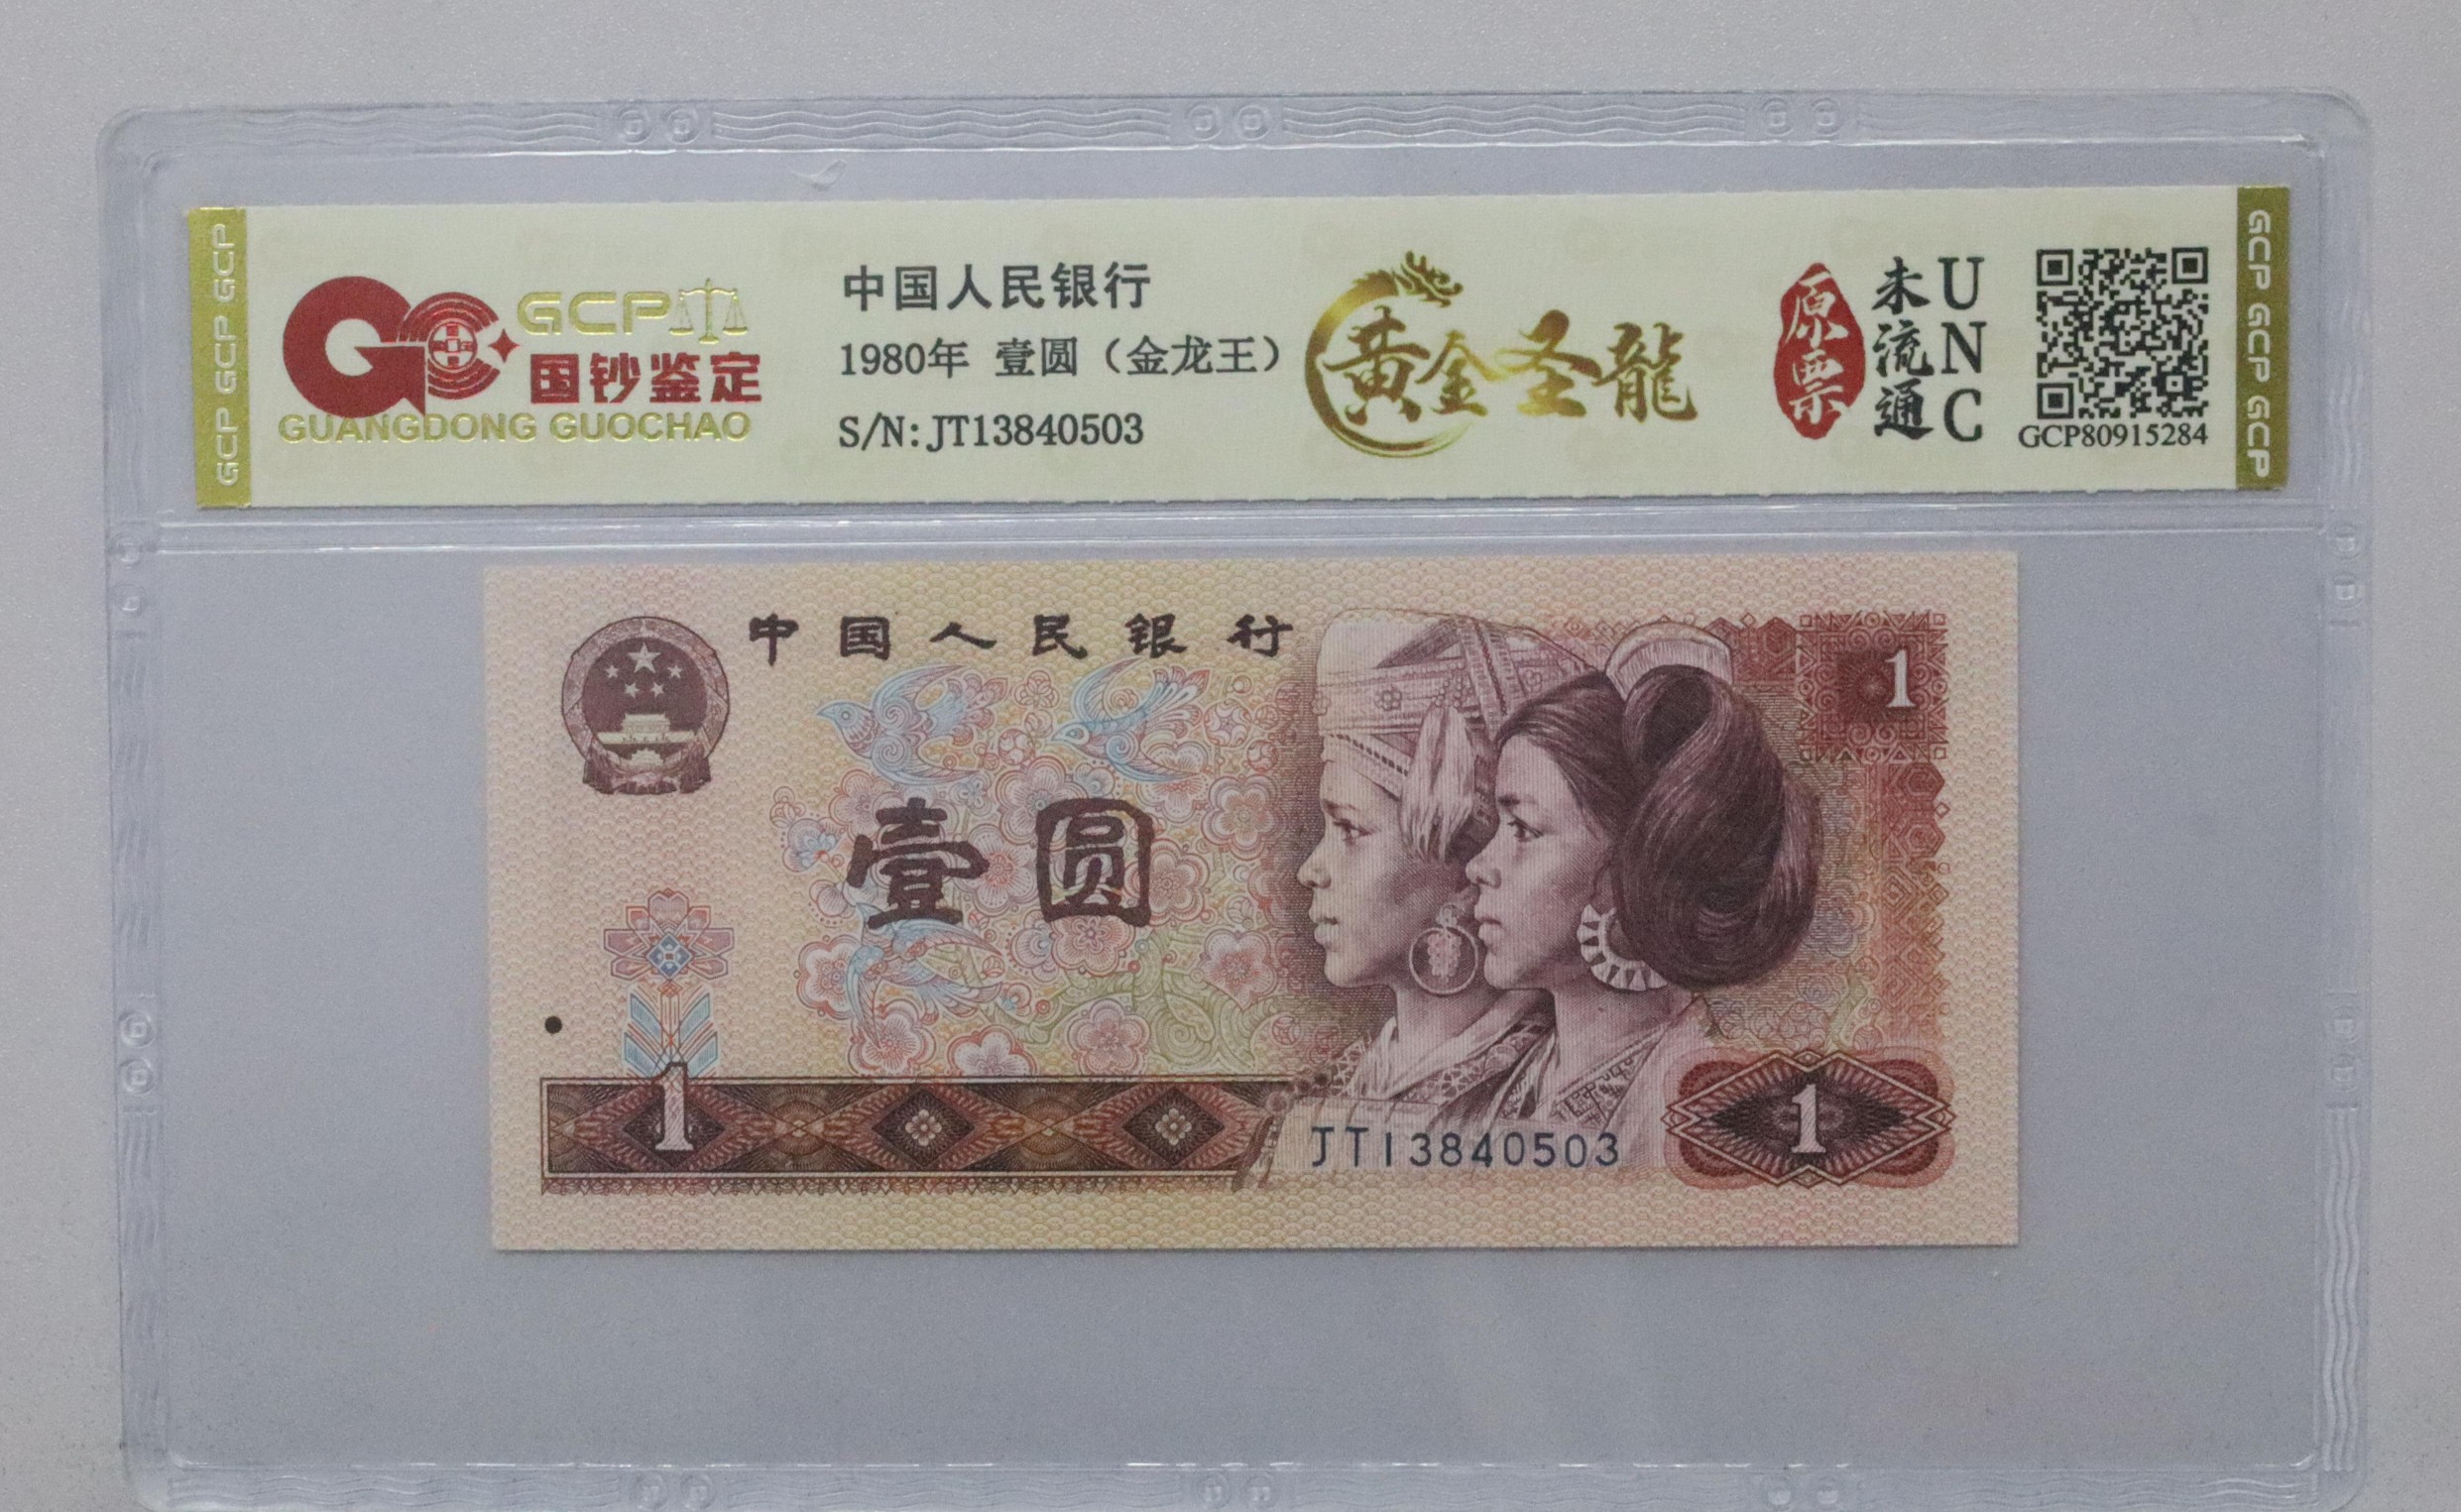 GCP GCP GCP
GCP
国钞鉴定
GUANGDONG GUOCHAO
中国人民银行
1980年 壹圆（金龙王）
S/N: JT13840503
黄金圣龍
原票
未流通
UNC
GCP80915284
GCP GCP GCP
中国人民银行
1
壹圆
1
JT13840503
1